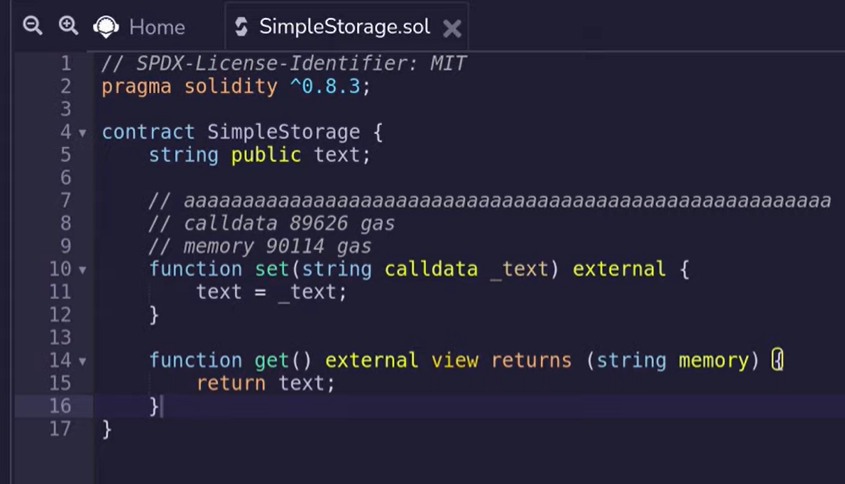 Home SimpleStorage.sol
1 // SPDX-License-Identifier: MIT
2 pragma solidity ^0.8.3;
3
4 contract SimpleStorage {
5 string public text;
6
7 // aaaaaaaaaaaaaaaaaaaaaaaaaaaaaaaaaaaaaaaaaaaaaaaaaaaaaaa
8 // calldata 89626 gas
9 // memory 90114 gas
10 function set(string calldata _text) external {
11 text = _text;
12 }
13
14 function get() external view returns (string memory) {
15 return text;
16 }
17 }